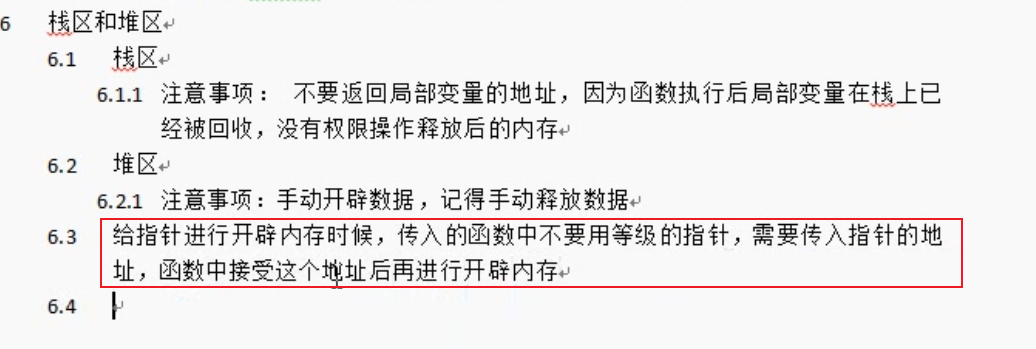 6 栈区和堆区
6.1 栈区
6.1.1 注意事项： 不要返回局部变量的地址，因为函数执行后局部变量在栈上已
经被回收，没有权限操作释放后的内存
6.2 堆区
6.2.1 注意事项：手动开辟数据，记得手动释放数据
6.3 给指针进行开辟内存时候，传入的函数中不要用等级的指针，需要传入指针的地
址，函数中接受这个地址后再进行开辟内存
6.4